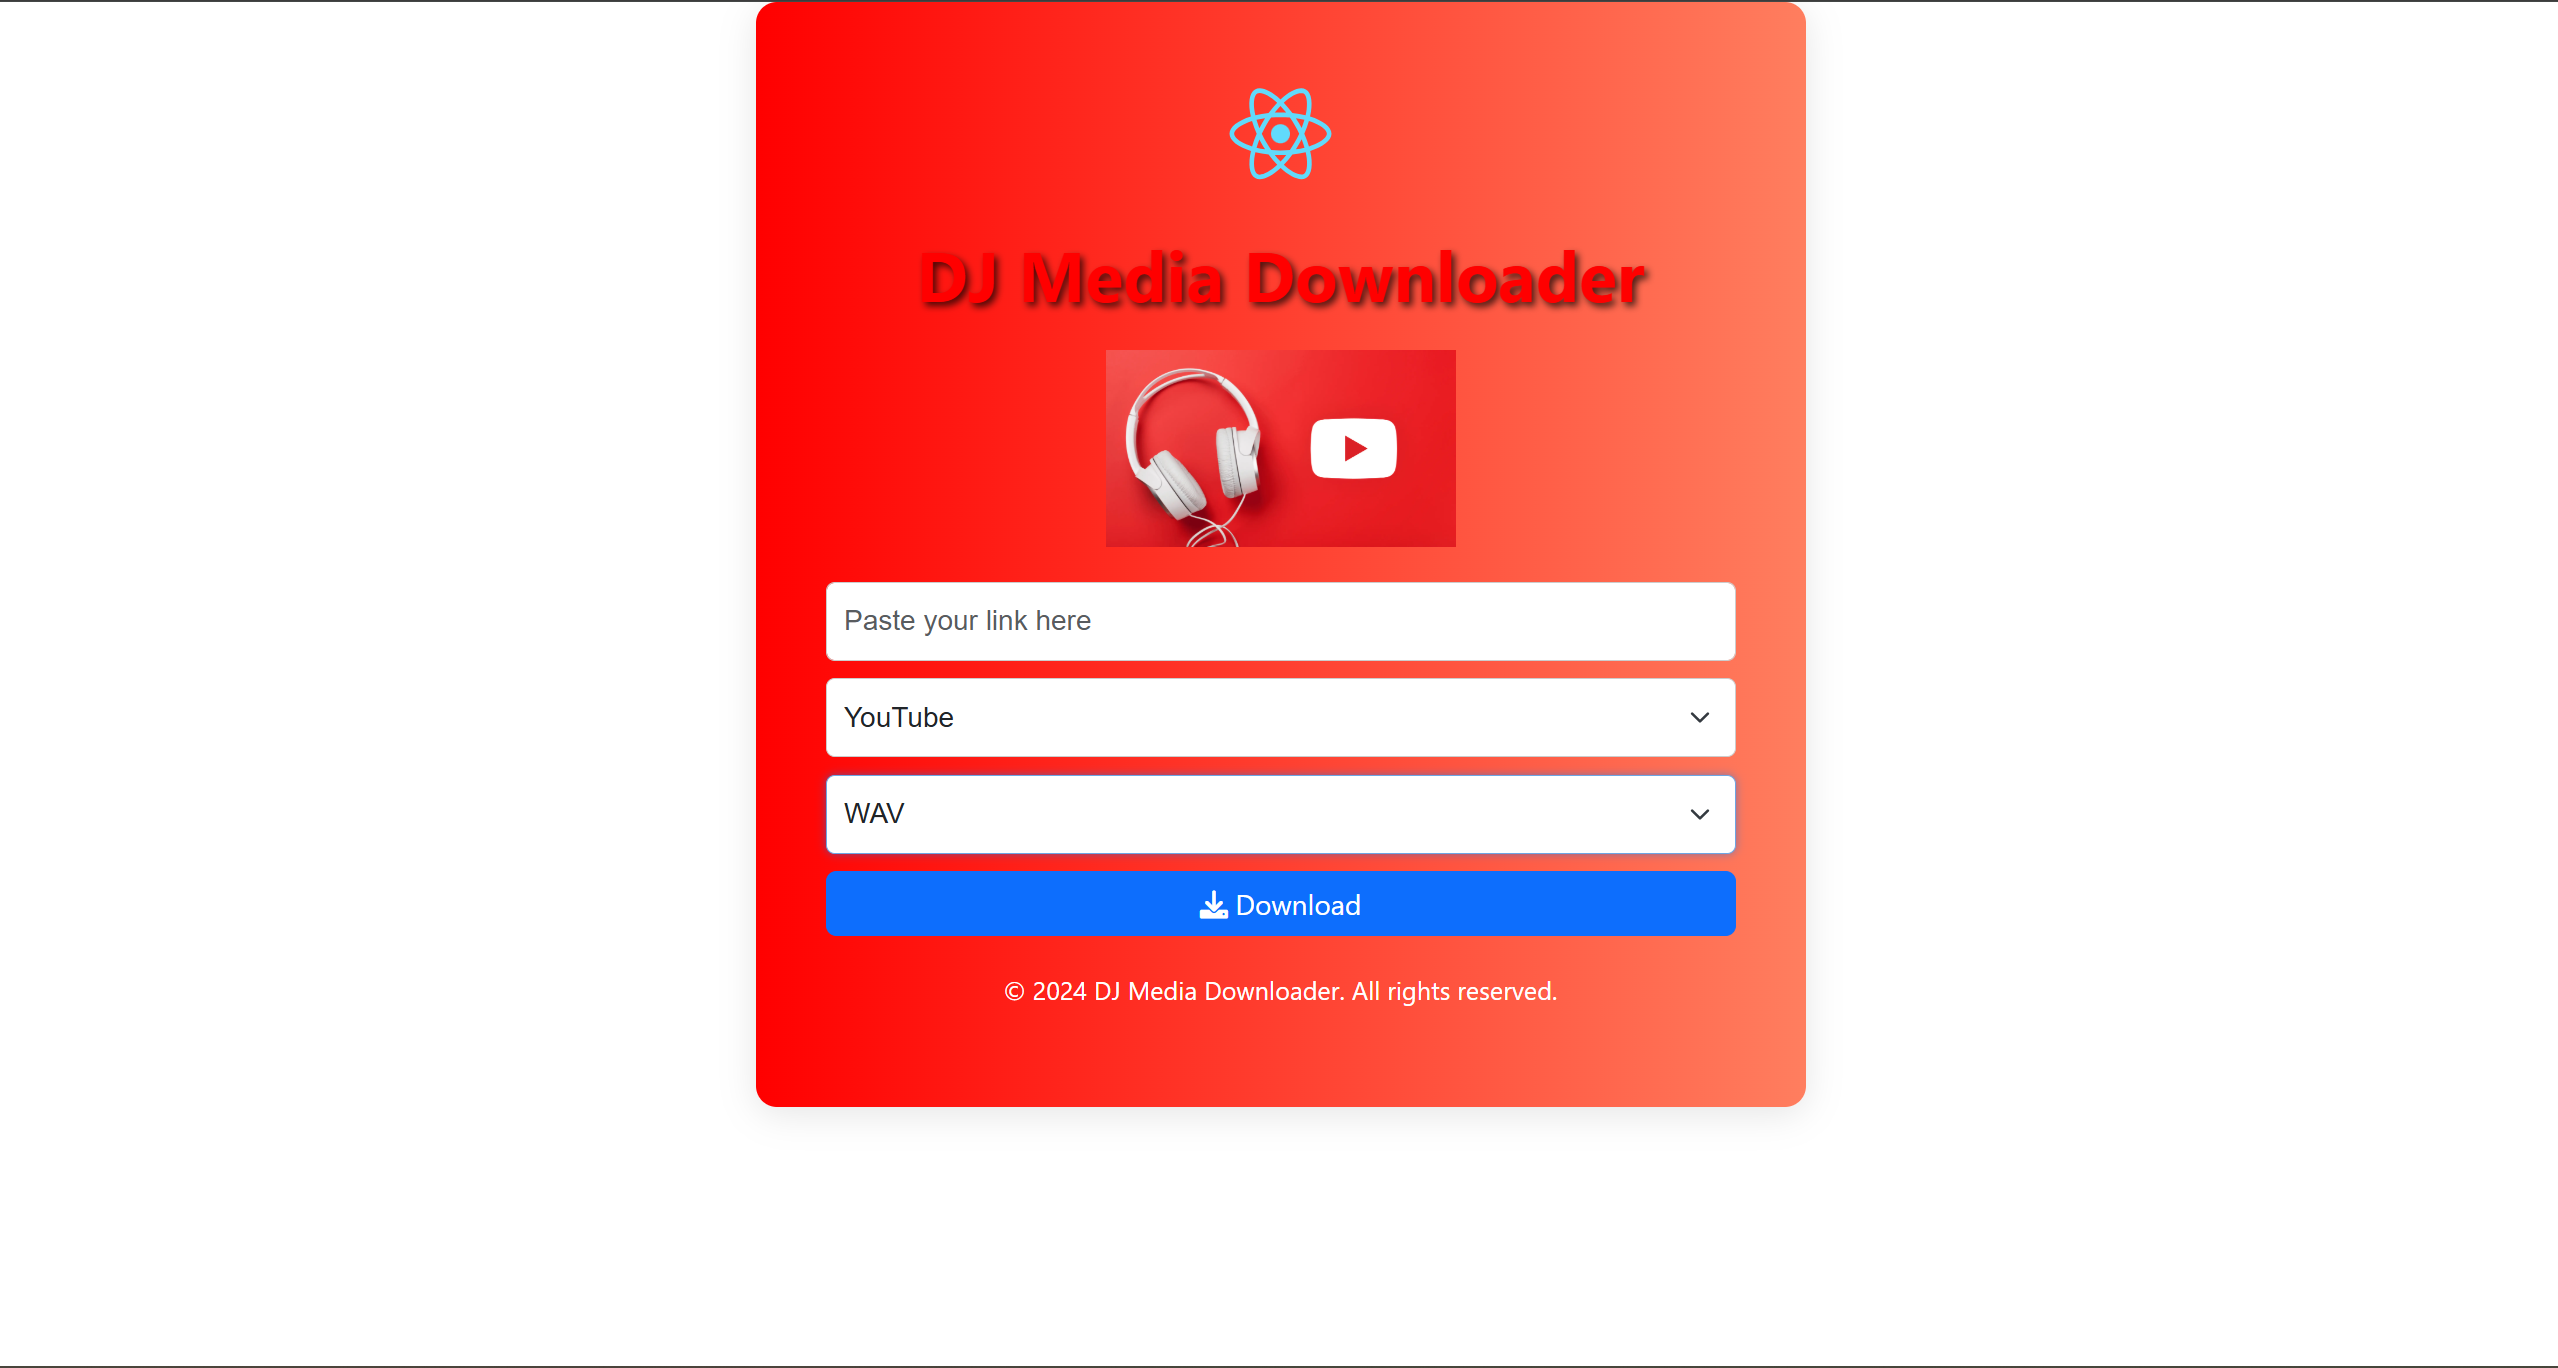 DJ Media Downloader
Paste your link here
YouTube
WAV
Download
© 2024 DJ Media Downloader. All rights reserved.